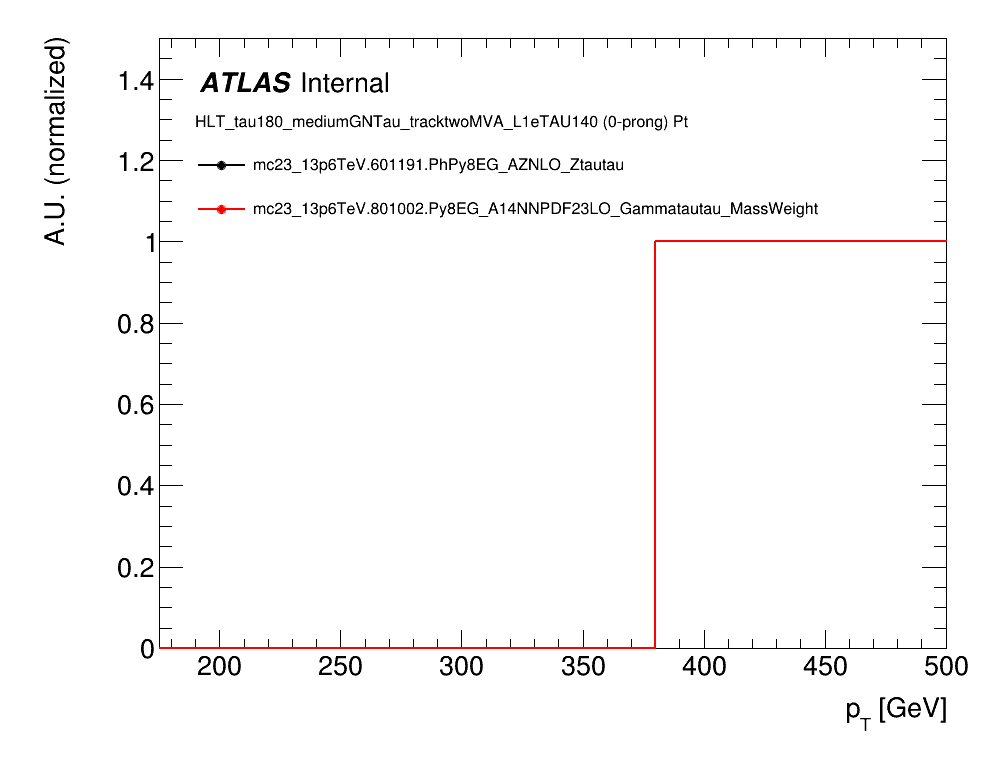 A.U. (normalized)
ATLAS Internal
HLT_tau180_mediumGNTau_tracktwoMVA_L1eTAU140 (0-prong) Pt
mc23_13p6TeV.601191.PhPy8EG_AZNLO_Ztautau
mc23_13p6TeV.801002.Py8EG_A14NNPDF23LO_Gammatautau_MassWeight
1.4
1.2
1
0.8
0.6
0.4
0.2
0
200 250 300 350 400 450 500
p_T [GeV]